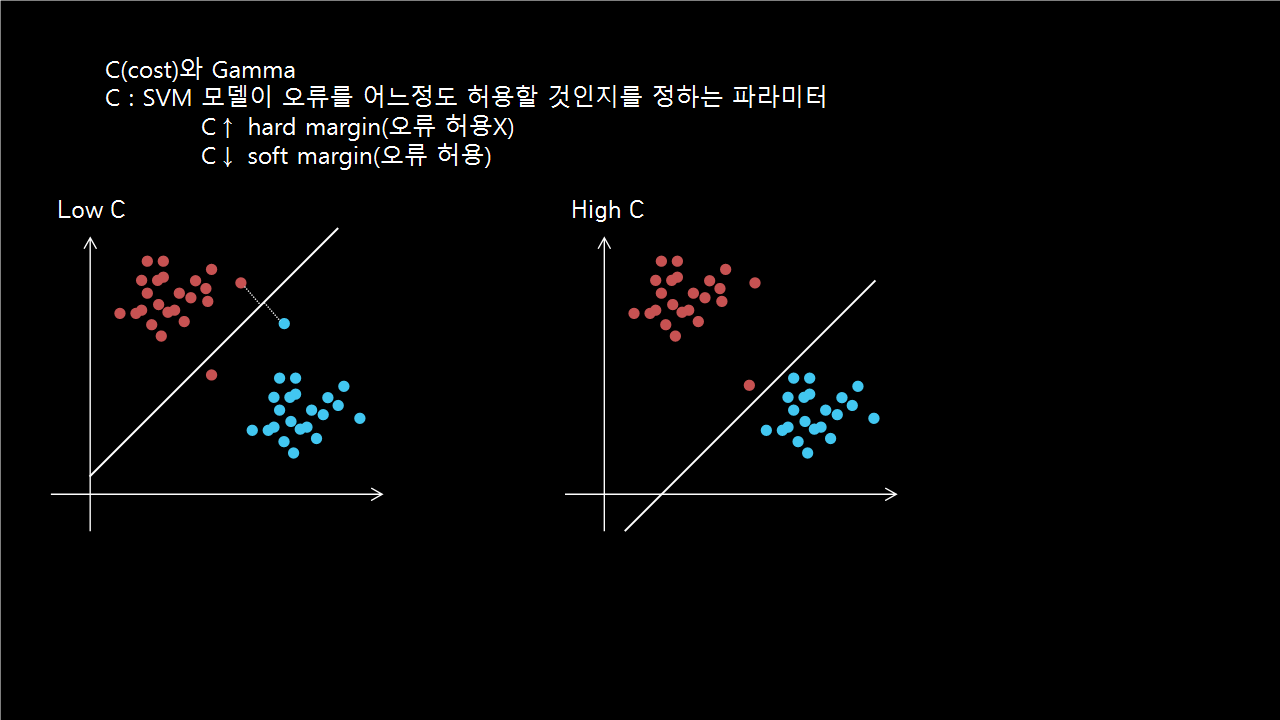 C(cost)와 Gamma
C : SVM 모델이 오류를 어느정도 허용할 것인지를 정하는 파라미터
C↑ hard margin(오류 허용X)
C↓ soft margin(오류 허용)
Low C
High C